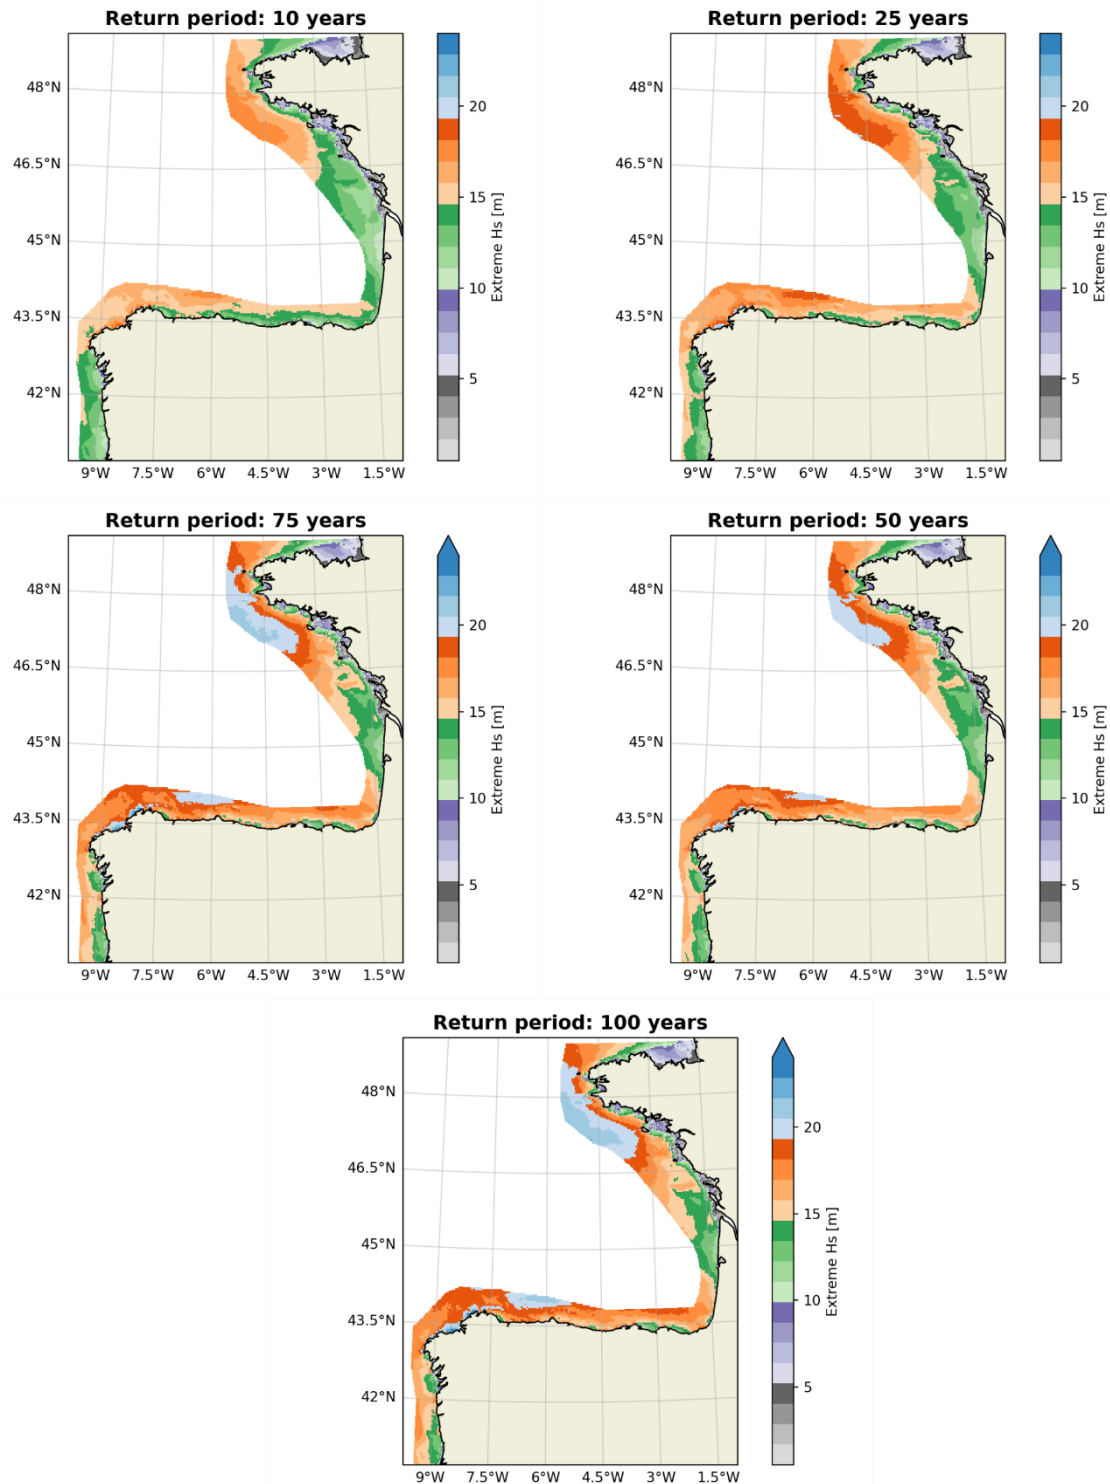 Return period: 10 years
48°N
46.5°N
45°N
43.5°N
42°N
9°W 7.5°W 6°W 4.5°W 3°W 1.5°W
20
15
10
5
Extreme Hs [m]
Return period: 25 years
48°N
46.5°N
45°N
43.5°N
42°N
9°W 7.5°W 6°W 4.5°W 3°W 1.5°W
20
15
10
5
Extreme Hs [m]
Return period: 75 years
48°N
46.5°N
45°N
43.5°N
42°N
9°W 7.5°W 6°W 4.5°W 3°W 1.5°W
20
15
10
5
Extreme Hs [m]
Return period: 50 years
48°N
46.5°N
45°N
43.5°N
42°N
9°W 7.5°W 6°W 4.5°W 3°W 1.5°W
20
15
10
5
Extreme Hs [m]
Return period: 100 years
48°N
46.5°N
45°N
43.5°N
42°N
9°W 7.5°W 6°W 4.5°W 3°W 1.5°W
20
15
10
5
Extreme Hs [m]